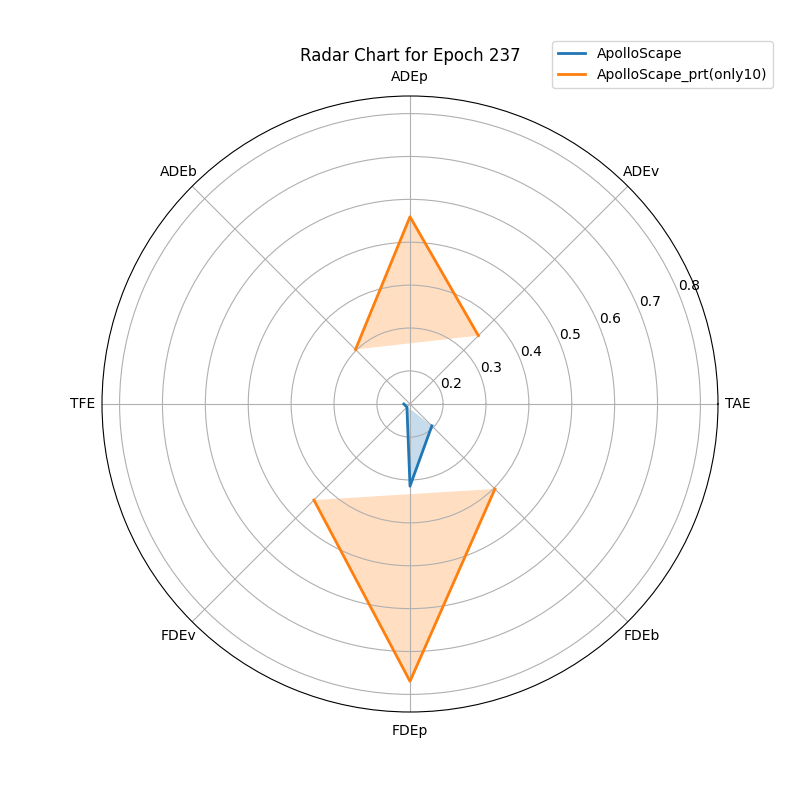 Radar Chart for Epoch 237
ApolloScape
ApolloScape_prt(only10)
ADEp
ADEb
ADEv
0.8
0.7
0.6
0.5
0.4
0.3
0.2
TFE
TAE
FDEv
FDEb
FDEp